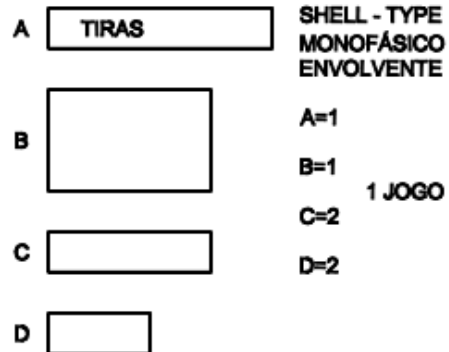 A TIRAS
SHELL - TYPE
MONOFÁSICO
ENVOLVENTE
A=1
B
B=1
1 JOGO
C=2
C
D=2
D